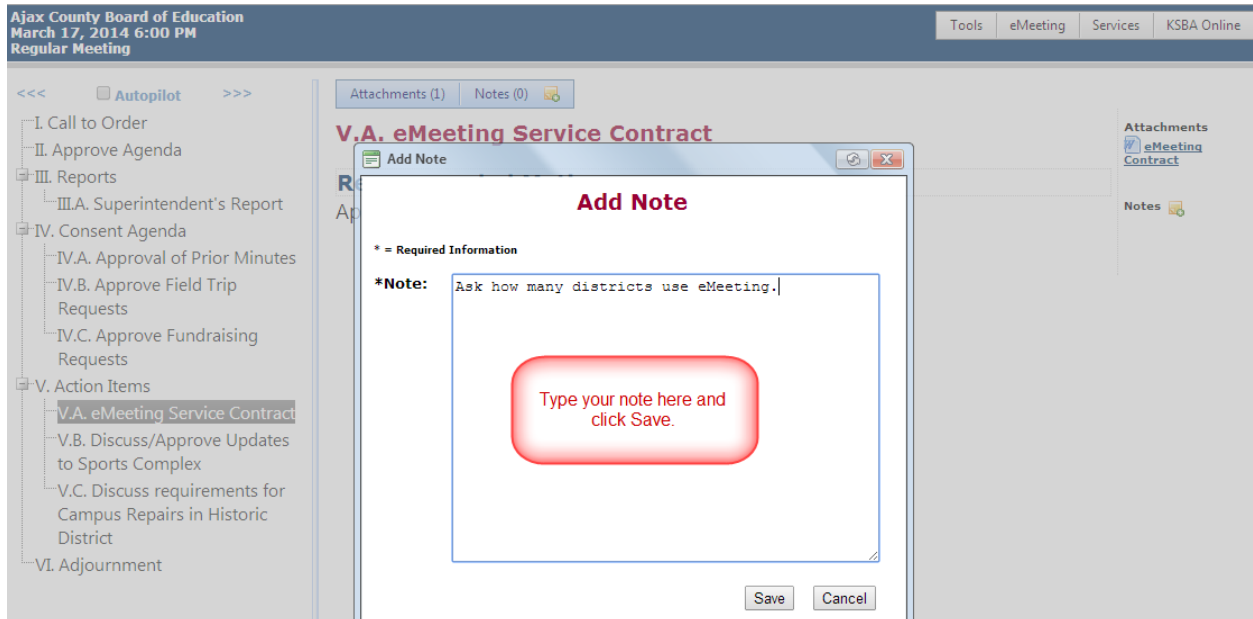 Ajax County Board of Education
March 17, 2014 6:00 PM
Regular Meeting
Tools eMeeting Services KSBA Online
<<< Autopilot >>>
I. Call to Order
II. Approve Agenda
III. Reports
III.A. Superintendent's Report
IV. Consent Agenda
IV.A. Approval of Prior Minutes
IV.B. Approve Field Trip
Requests
IV.C. Approve Fundraising
Requests
V. Action Items
V.A. eMeeting Service Contract
V.B. Discuss/Approve Updates
to Sports Complex
V.C. Discuss requirements for
Campus Repairs in Historic
District
VI. Adjournment
Attachments (1) Notes (0)
V.A. eMeeting Service Contract
Add Note
Add Note
* = Required Information
*Note:
Ask how many districts use eMeeting.
Type your note here and
click Save.
Save Cancel
Attachments
eMeeting
Contract
Notes